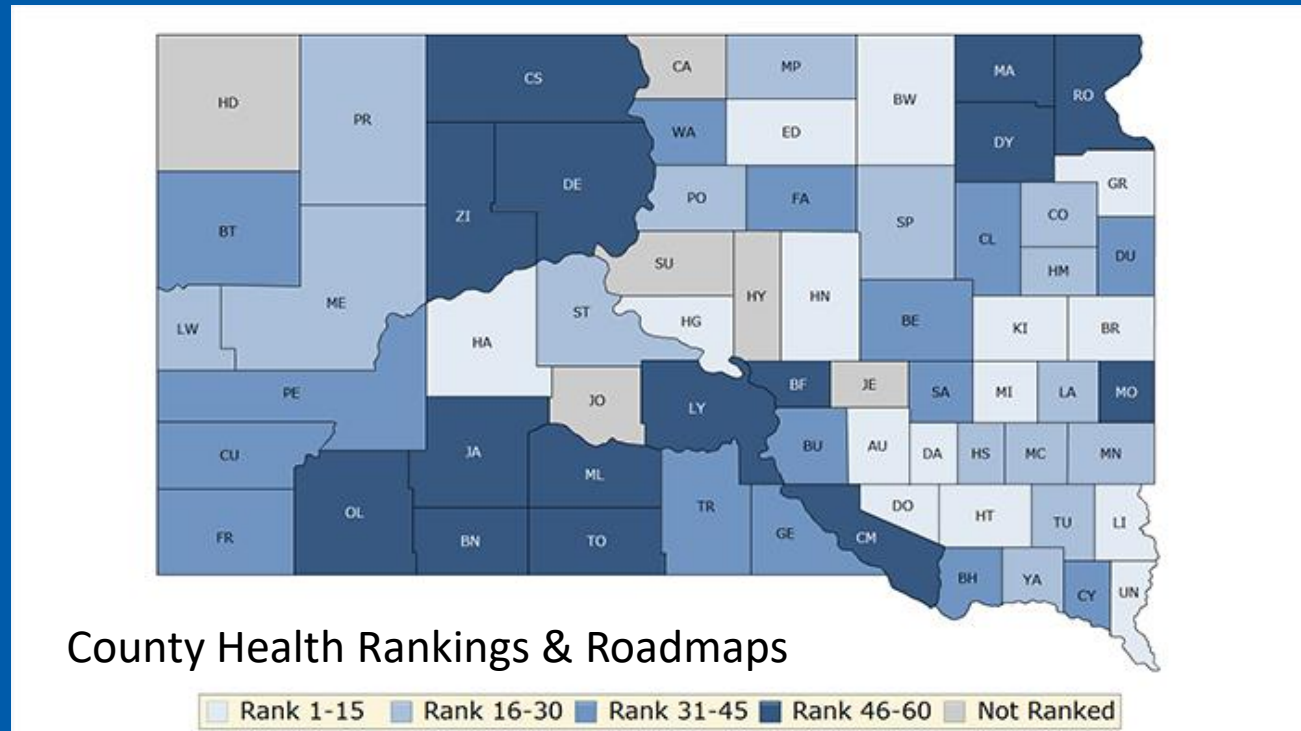 CS
CA
MP
MA
RO
HD
PR
BW
WA
ED
DY
DE
GR
PO
FA
CO
ZI
SP
BT
CL
DU
SU
HM
ME
HY
HN
ST
LW
HG
BE
KI
BR
HA
BF
JE
SA
MI
LA
MO
PE
JO
LY
CU
JA
BU
AU
DA
HS
MC
MN
ML
OL
TR
DO
HT
TU
LI
FR
BN
TO
GE
CM
BH
YA
CY
UN
County Health Rankings & Roadmaps
Rank 1-15 Rank 16-30 Rank 31-45 Rank 46-60 Not Ranked